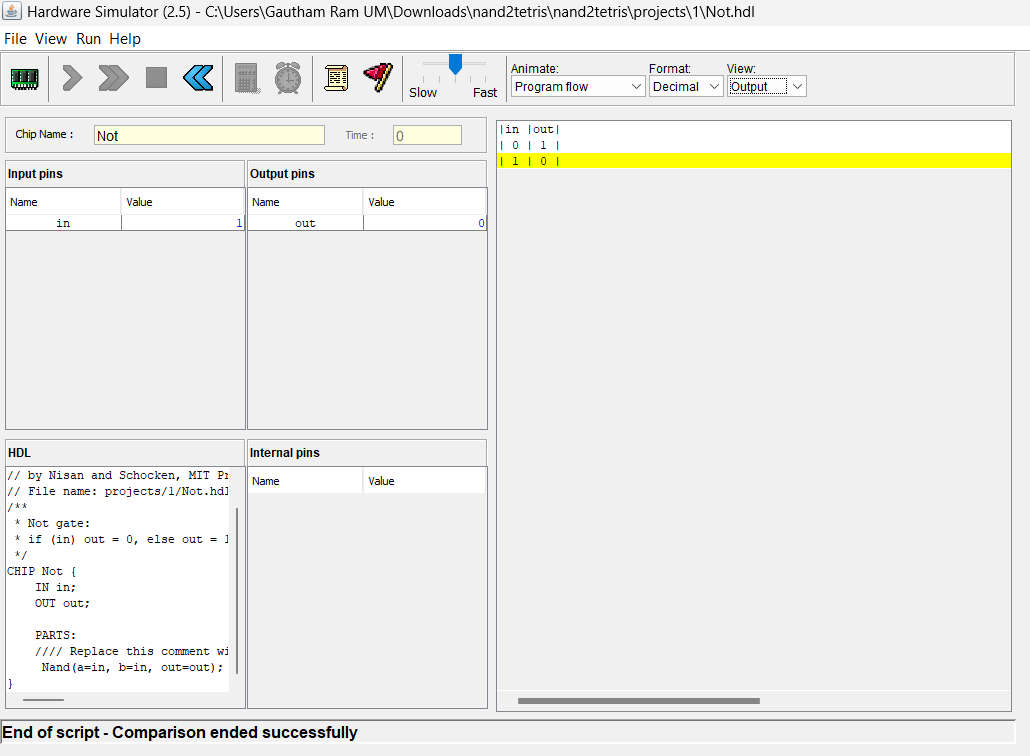 Hardware Simulator (2.5) - C:\Users\Gautham Ram UM\Downloads\nand2tetris\nand2tetris\projects\1\Not.hdl
File View Run Help
Slow Fast
Animate: Format: View:
Program flow Decimal Output
Chip Name : Not Time : 0
Input pins
Name Value
in 1
Output pins
Name Value
out 0
HDL
// by Nisan and Schocken, MIT Pr
// File name: projects/1/Not.hdl
/**
 * Not gate:
 * if (in) out = 0, else out = 1
 */
CHIP Not {
    IN in;
    OUT out;
    PARTS:
    //// Replace this comment wi
     Nand(a=in, b=in, out=out);
}
Internal pins
Name Value
|in |out|
| 0 | 1 |
| 1 | 0 |
End of script - Comparison ended successfully